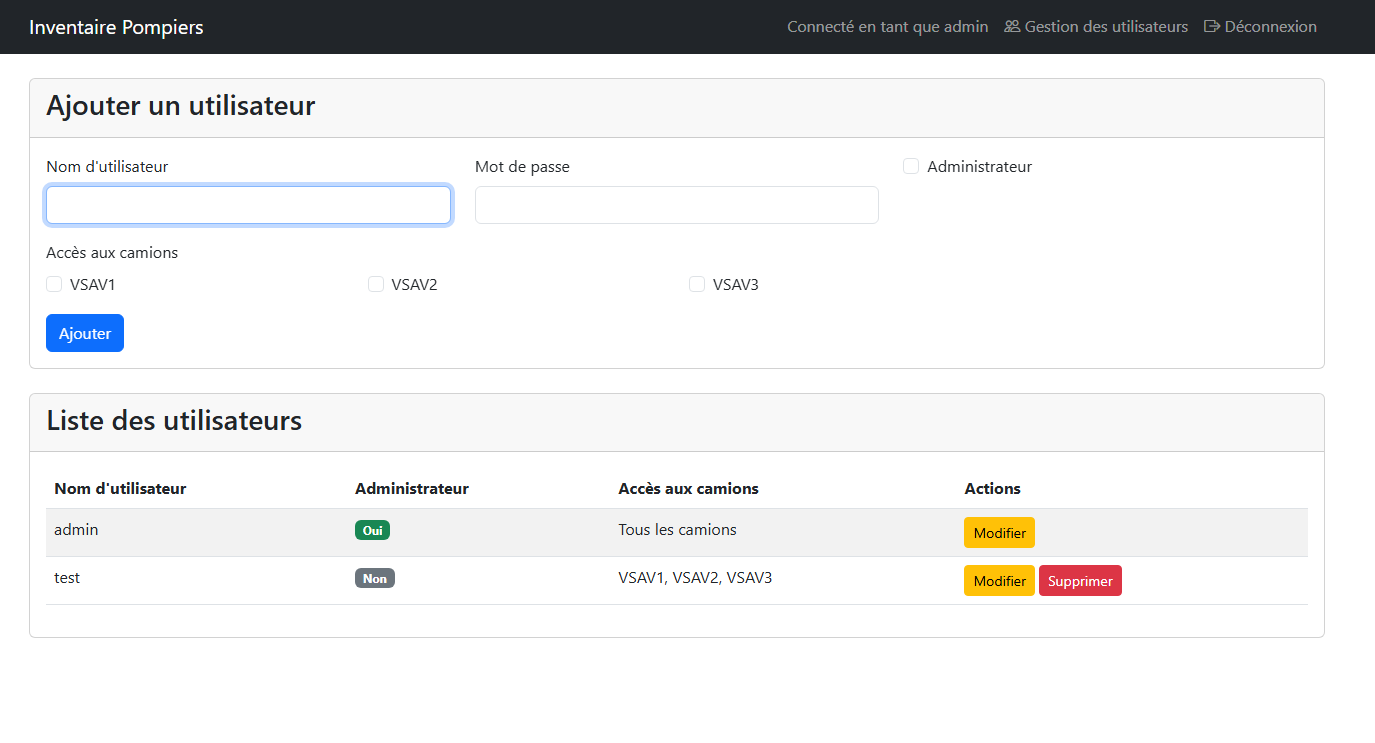 Inventaire Pompiers Connecté en tant que admin Gestion des utilisateurs Déconnexion
Ajouter un utilisateur
Nom d'utilisateur Mot de passe Administrateur
Accès aux camions
VSAV1 VSAV2 VSAV3
Ajouter
Liste des utilisateurs
Nom d'utilisateur Administrateur Accès aux camions Actions
admin Oui Tous les camions Modifier
test Non VSAV1, VSAV2, VSAV3 Modifier Supprimer